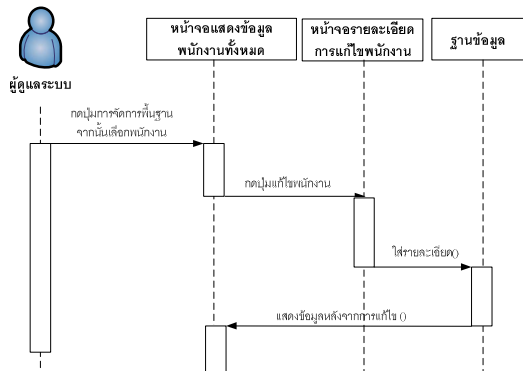 หน้าจอแสดงข้อมูล
พนักงานทั้งหมด
หน้าจอรายละเอียด
การแก้ไขพนักงาน
ฐานข้อมูล
ผู้ดูแลระบบ
กดปุ่มการจัดการพื้นฐาน
จากนั้นเลือกพนักงาน
กดปุ่มแก้ไขพนักงาน
ใส่รายละเอียด()
แสดงข้อมูลหลังจากการแก้ไข ()